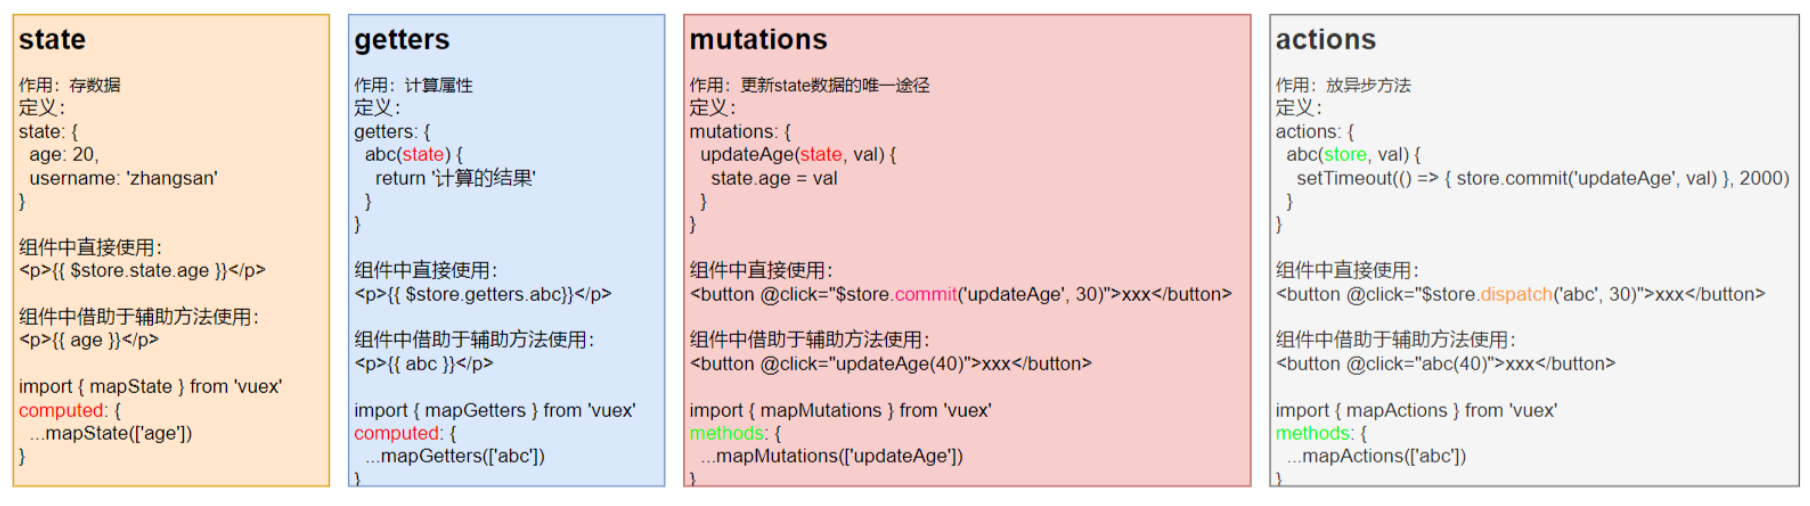 state
作用：存数据
定义：
state: {
age: 20,
username: 'zhangsan'
}
组件中直接使用：
<p>{{ $store.state.age }}</p>
组件中借助于辅助方法使用：
<p>{{ age }}</p>
import { mapState } from 'vuex'
computed: {
...mapState(['age'])
}
getters
作用：计算属性
定义：
getters: {
abc(state) {
return '计算的结果'
}
}
组件中直接使用：
<p>{{ $store.getters.abc}}</p>
组件中借助于辅助方法使用：
<p>{{ abc }}</p>
import { mapGetters } from 'vuex'
computed: {
...mapGetters(['abc'])
}
mutations
作用：更新state数据的唯一途径
定义：
mutations: {
updateAge(state, val) {
state.age = val
}
}
组件中直接使用：
<button @click="$store.commit('updateAge', 30)">xxx</button>
组件中借助于辅助方法使用：
<button @click="updateAge(40)">xxx</button>
import { mapMutations } from 'vuex'
methods: {
...mapMutations(['updateAge'])
}
actions
作用：放异步方法
定义：
actions: {
abc(store, val) {
setTimeout(() => { store.commit('updateAge', val) }, 2000)
}
}
组件中直接使用：
<button @click="$store.dispatch('abc', 30)">xxx</button>
组件中借助于辅助方法使用：
<button @click="abc(40)">xxx</button>
import { mapActions } from 'vuex'
methods: {
...mapActions(['abc'])
}